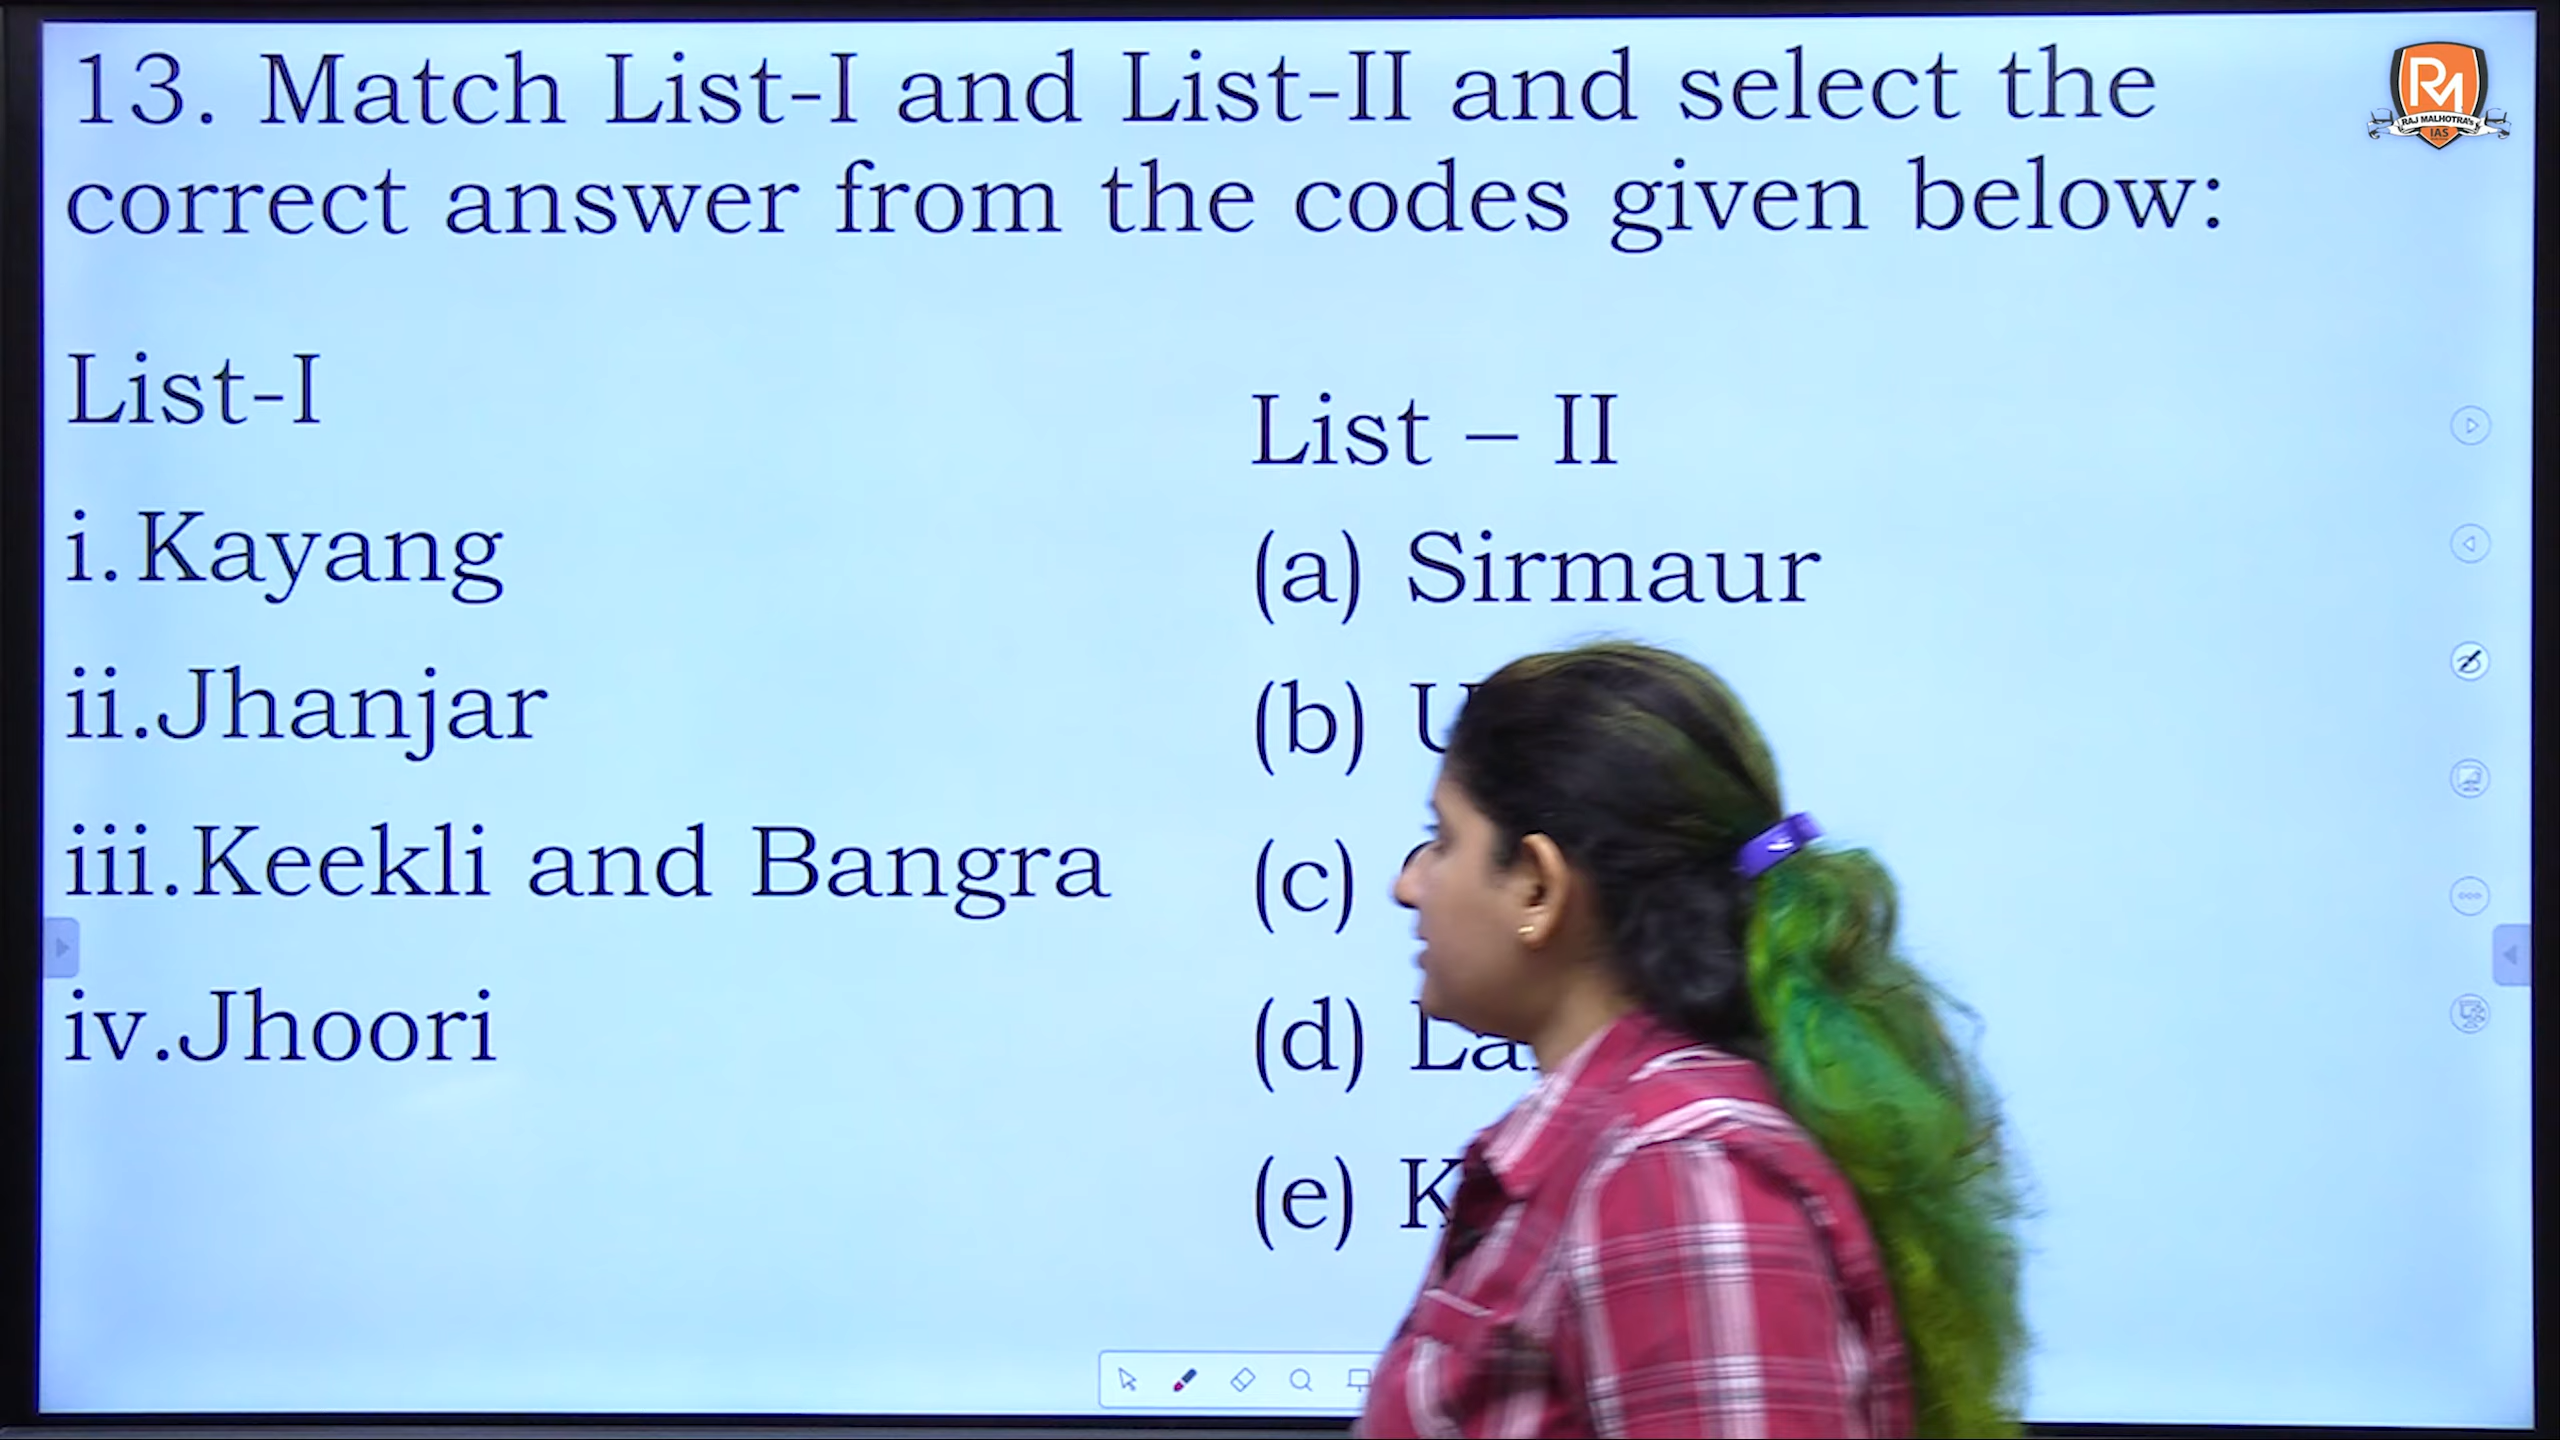 13. Match List-I and List-II and select the
correct answer from the codes given below:
List-I
i. Kayang
ii. Jhanjar
iii. Keekli and Bangra
iv. Jhoori
List – II
(a) Sirmaur
(b)
(c)
(d)
(e)
RM
RAJ MALHOTRA's
IAS